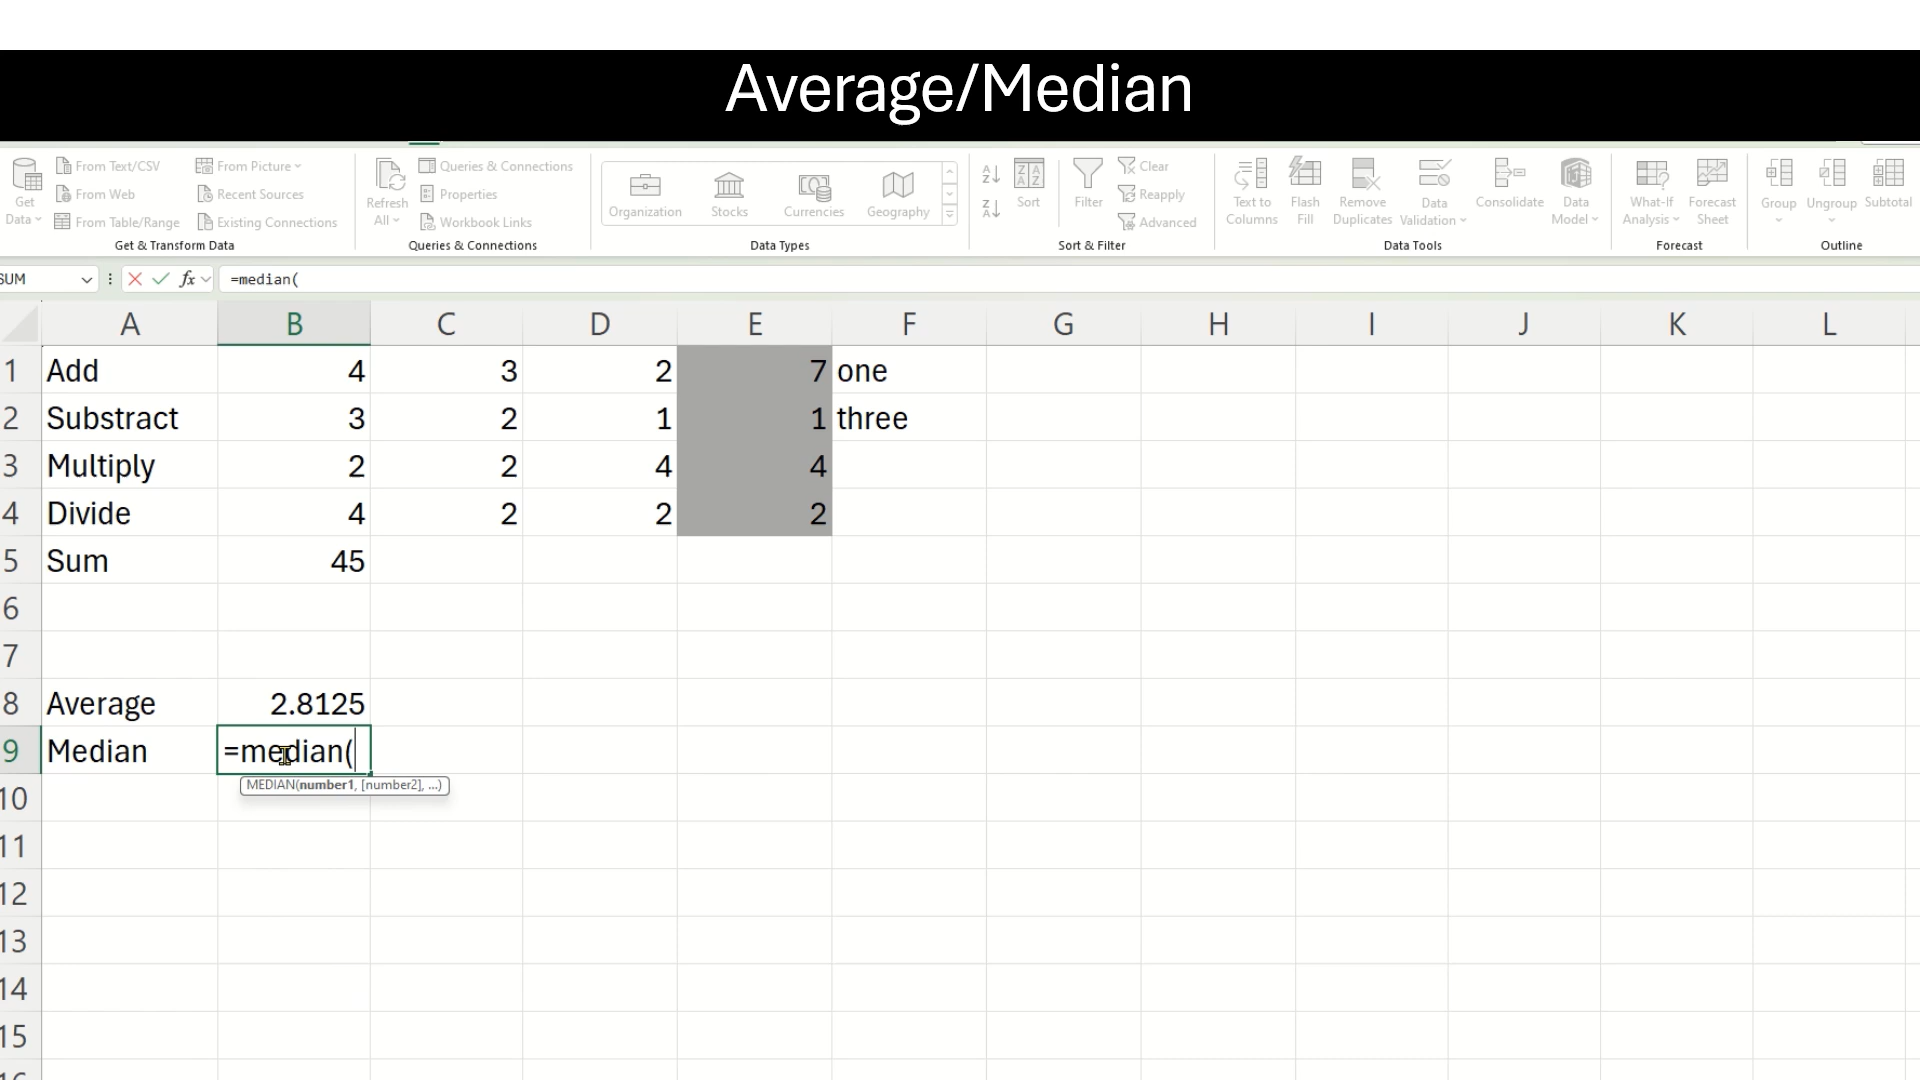 Average/Median
Get Data
From Text/CSV
From Web
From Table/Range
From Picture
Recent Sources
Existing Connections
Get & Transform Data
Refresh All
Queries & Connections
Properties
Workbook Links
Queries & Connections
Organization
Stocks
Currencies
Geography
Data Types
Sort
Filter
Clear
Reapply
Advanced
Sort & Filter
Text to Columns
Flash Fill
Remove Duplicates
Data Validation
Consolidate
Data Model
Data Tools
What-If Analysis
Forecast Sheet
Forecast
Group
Ungroup
Subtotal
Outline
SUM fx =median(
A B C D E F G H I J K L
1 Add 4 3 2 7 one
2 Substract 3 2 1 1 three
3 Multiply 2 2 4 4
4 Divide 4 2 2 2
5 Sum 45
6
7
8 Average 2.8125
9 Median =median(
MEDIAN(number1, [number2], ...)
10
11
12
13
14
15
16